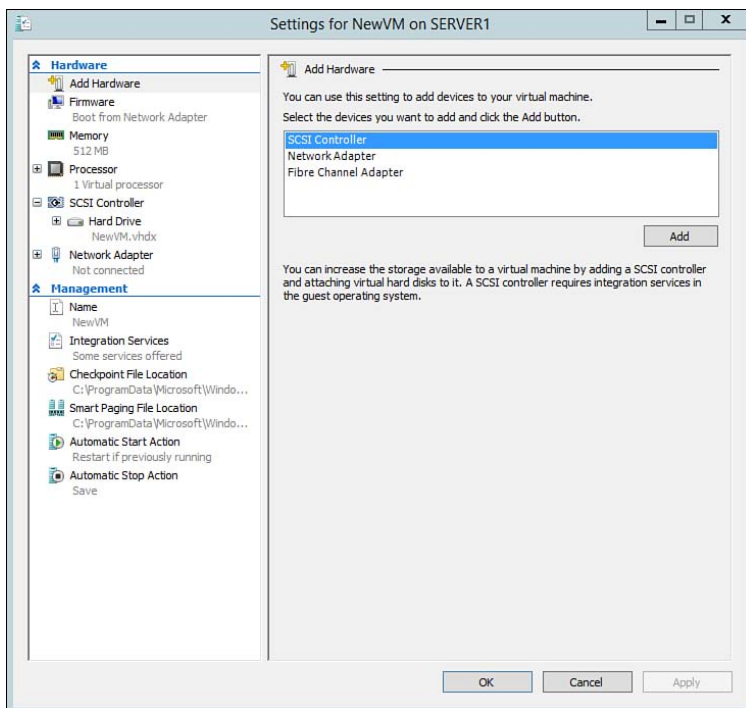 Settings for NewVM on SERVER1
Hardware
Add Hardware
Firmware
Boot from Network Adapter
Memory
512 MB
Processor
1 Virtual processor
SCSI Controller
Hard Drive
NewVM.vhdx
Network Adapter
Not connected
Management
Name
NewVM
Integration Services
Some services offered
Checkpoint File Location
C:\ProgramData\Microsoft\Windo...
Smart Paging File Location
C:\ProgramData\Microsoft\Windo...
Automatic Start Action
Restart if previously running
Automatic Stop Action
Save
Add Hardware
You can use this setting to add devices to your virtual machine.
Select the devices you want to add and click the Add button.
SCSI Controller
Network Adapter
Fibre Channel Adapter
Add
You can increase the storage available to a virtual machine by adding a SCSI controller
and attaching virtual hard disks to it. A SCSI controller requires integration services in
the guest operating system.
OK Cancel Apply